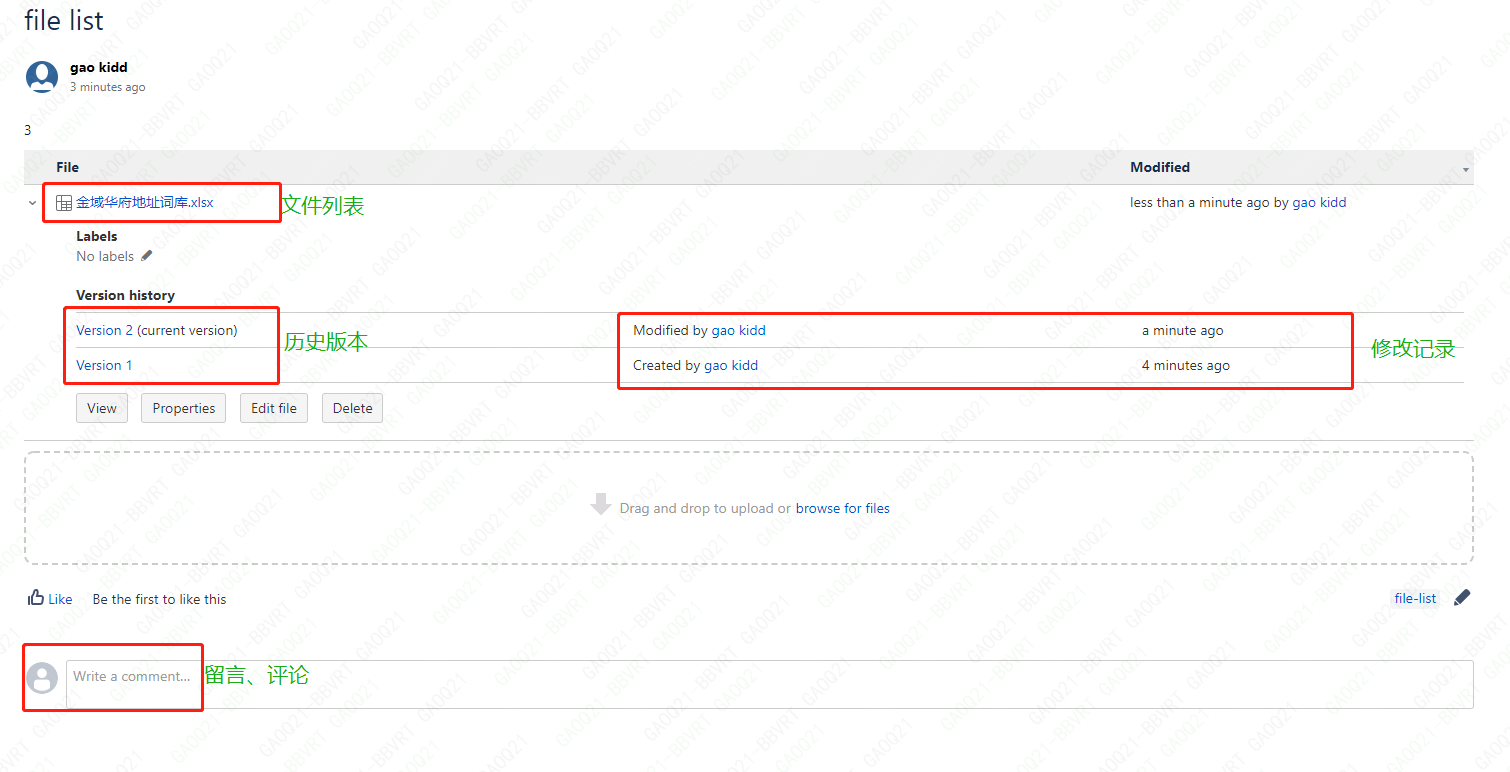 file list
gao kidd
3 minutes ago
3
File Modified
金域华府地址词库.xlsx 文件列表 less than a minute ago by gao kidd
Labels
No labels
Version history
Version 2 (current version) Modified by gao kidd a minute ago
历史版本 修改记录
Version 1 Created by gao kidd 4 minutes ago
View Properties Edit file Delete
Drag and drop to upload or browse for files
Like Be the first to like this file-list
Write a comment... 留言、评论
GAOQ21-BBVRT